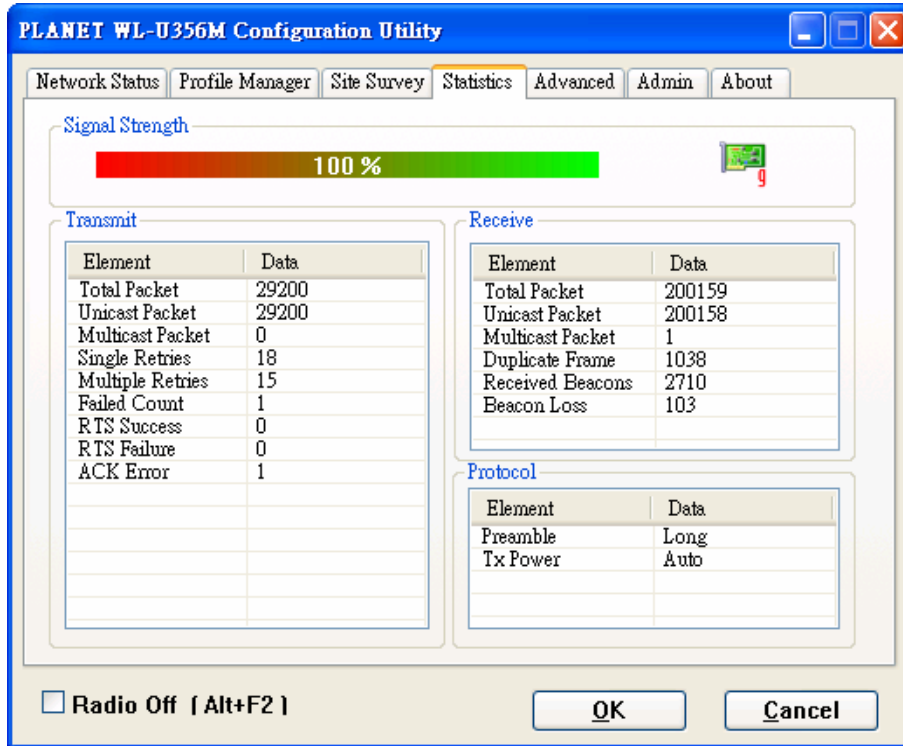 PLANET WL-U356M Configuration Utility
Network Status Profile Manager Site Survey Statistics Advanced Admin About
Signal Strength
100 %
g
Transmit
Element Data
Total Packet 29200
Unicast Packet 29200
Multicast Packet 0
Single Retries 18
Multiple Retries 15
Failed Count 1
RTS Success 0
RTS Failure 0
ACK Error 1
Receive
Element Data
Total Packet 200159
Unicast Packet 200158
Multicast Packet 1
Duplicate Frame 1038
Received Beacons 2710
Beacon Loss 103
Protocol
Element Data
Preamble Long
Tx Power Auto
Radio Off ( Alt+F2 )
OK Cancel